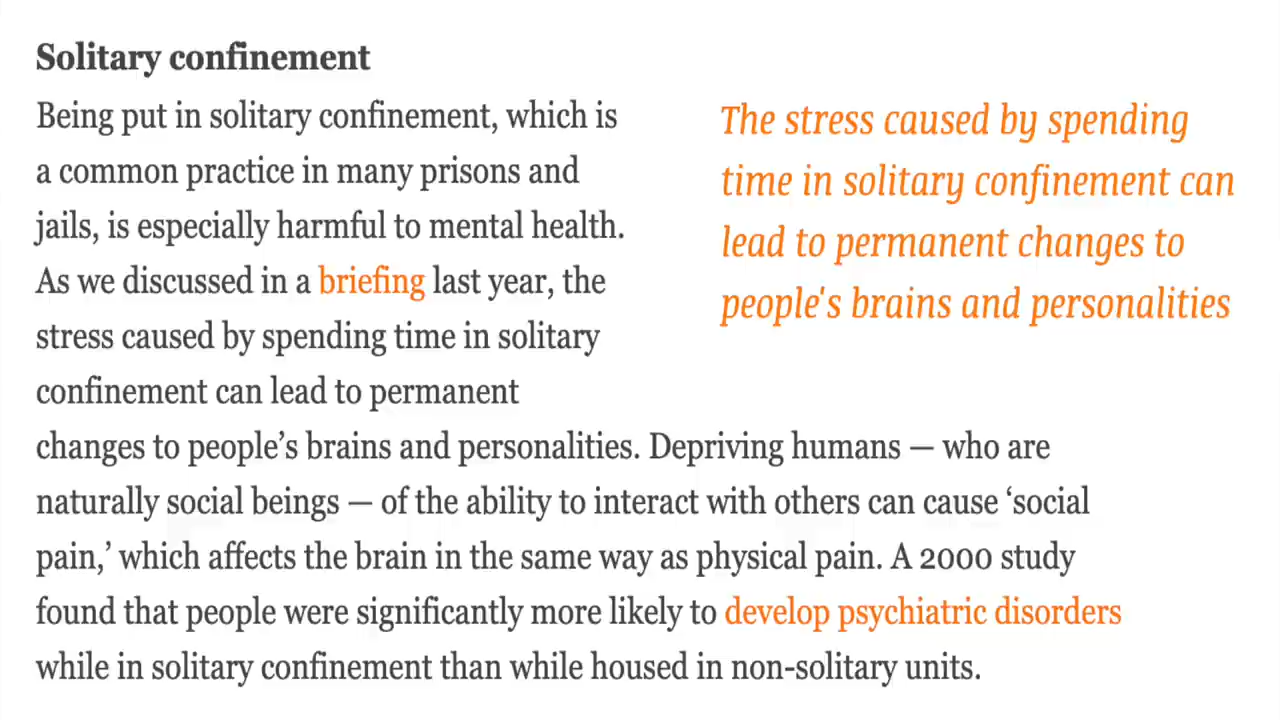 Solitary confinement
Being put in solitary confinement, which is
a common practice in many prisons and
jails, is especially harmful to mental health.
As we discussed in a briefing last year, the
stress caused by spending time in solitary
confinement can lead to permanent
changes to people’s brains and personalities. Depriving humans — who are
naturally social beings — of the ability to interact with others can cause ‘social
pain,’ which affects the brain in the same way as physical pain. A 2000 study
found that people were significantly more likely to develop psychiatric disorders
while in solitary confinement than while housed in non-solitary units.
The stress caused by spending
time in solitary confinement can
lead to permanent changes to
people's brains and personalities